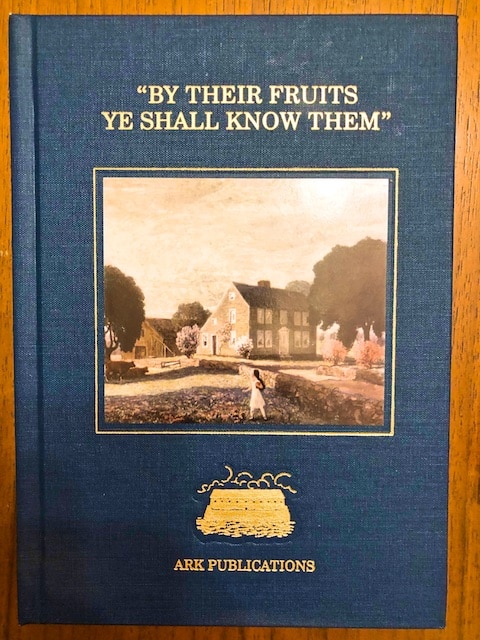 “BY THEIR FRUITS
YE SHALL KNOW THEM”
ARK PUBLICATIONS